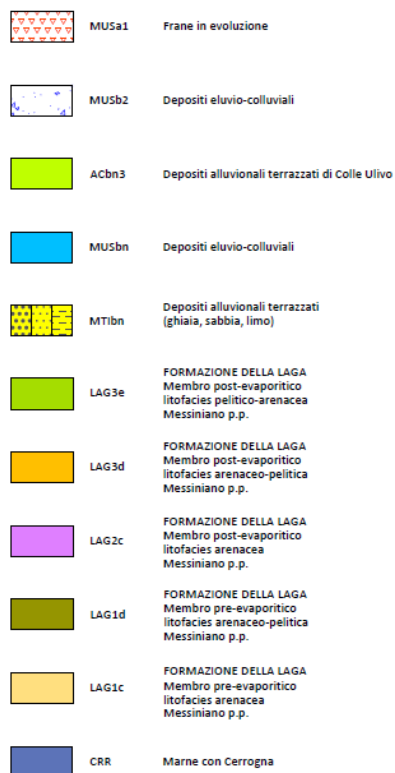 MUSa1 Frane in evoluzione
MUSb2 Depositi eluvio-colluviali
ACbn3 Depositi alluvionali terrazzati di Colle Ulivo
MUSbn Depositi eluvio-colluviali
MTIbn Depositi alluvionali terrazzati
(ghiaia, sabbia, limo)
LAG3e FORMAZIONE DELLA LAGA
Membro post-evaporitico
litofacies pelitico-arenacea
Messiniano p.p.
LAG3d FORMAZIONE DELLA LAGA
Membro post-evaporitico
litofacies arenaceo-pelitica
Messiniano p.p.
LAG2c FORMAZIONE DELLA LAGA
Membro post-evaporitico
litofacies arenacea
Messiniano p.p.
LAG1d FORMAZIONE DELLA LAGA
Membro pre-evaporitico
litofacies arenaceo-pelitica
Messiniano p.p.
LAG1c FORMAZIONE DELLA LAGA
Membro pre-evaporitico
litofacies arenacea
Messiniano p.p.
CRR Marne con Cerrogna